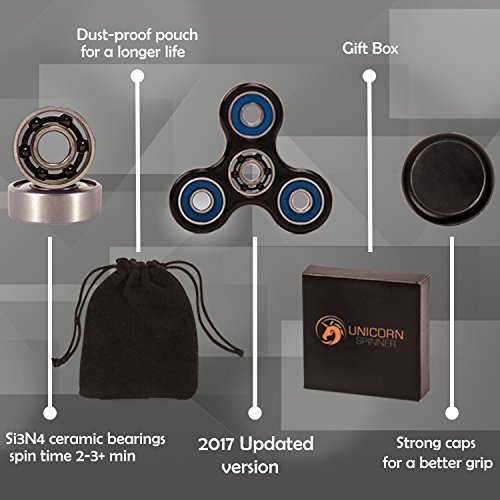 Dust-proof pouch
for a longer life
Gift Box
UNICORN
SPINNER
Si3N4 ceramic bearings
spin time 2-3+ min
2017 Updated
version
Strong caps
for a better grip